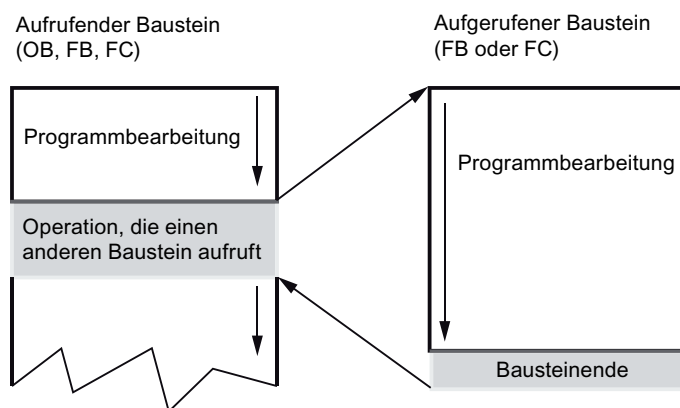 Aufrufender Baustein
(OB, FB, FC)
Aufgerufener Baustein
(FB oder FC)
Programmbearbeitung
Programmbearbeitung
Operation, die einen
anderen Baustein aufruft
Bausteinende